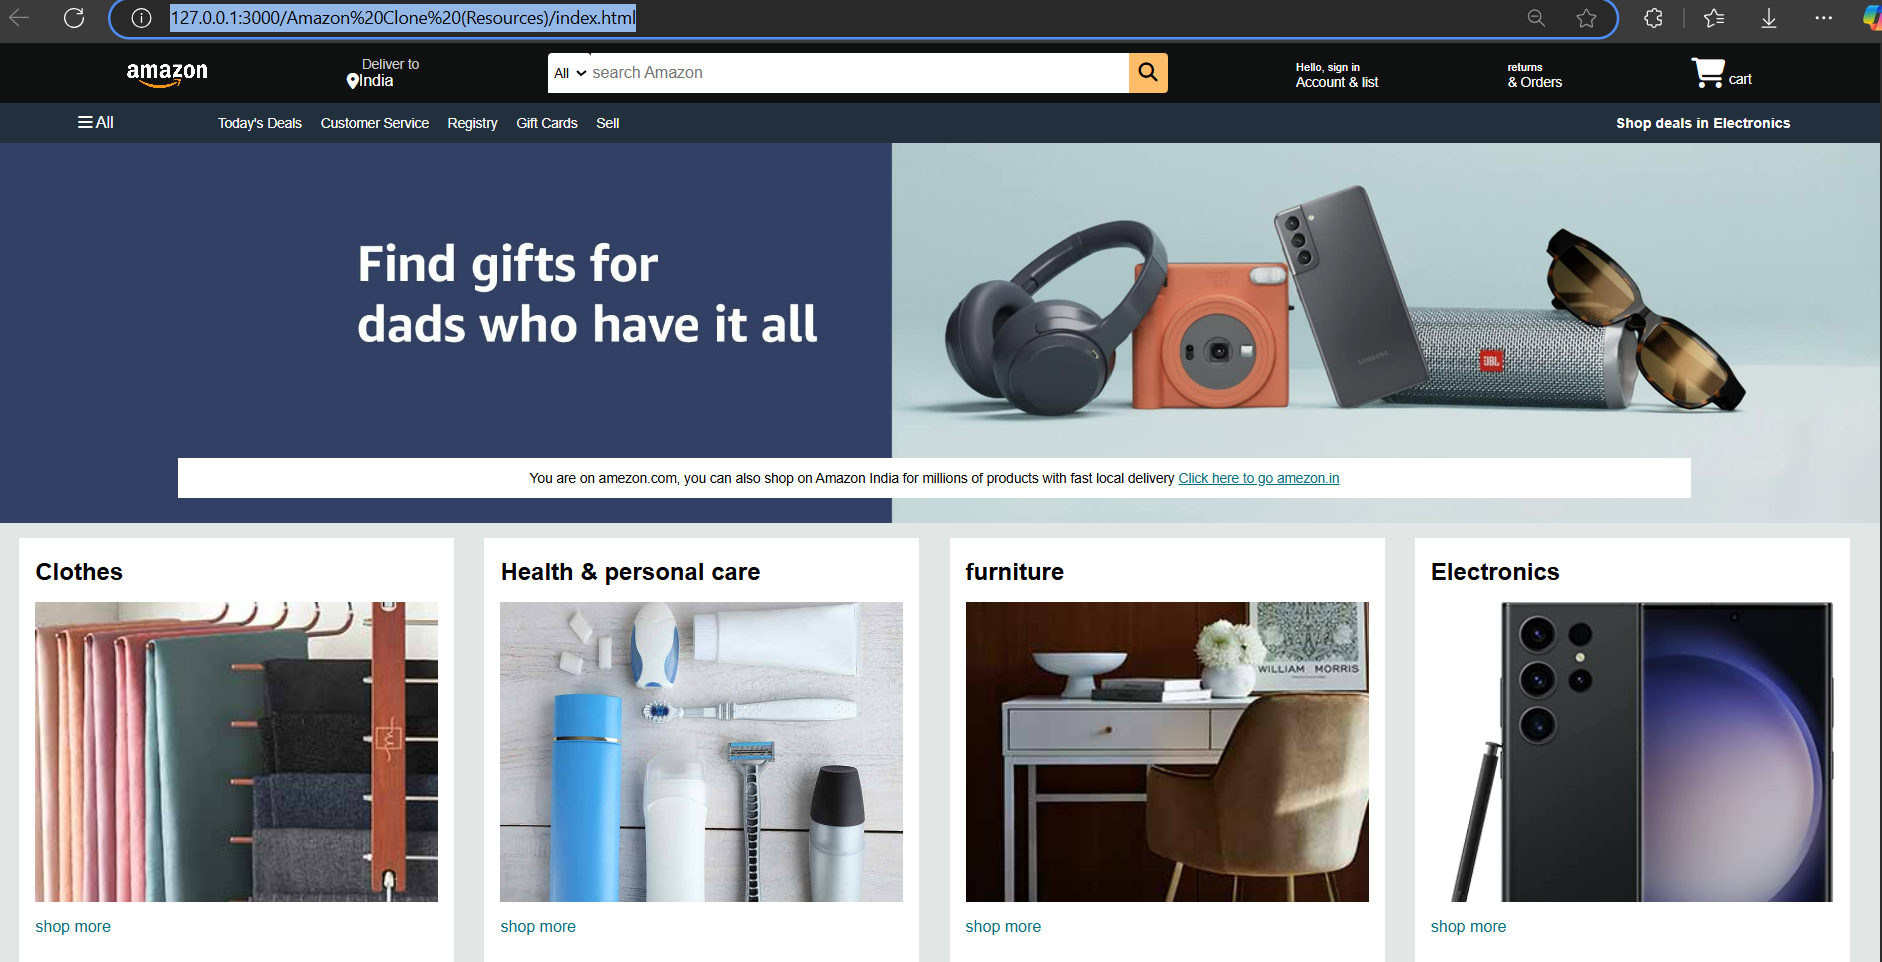 127.0.0.1:3000/Amazon%20Clone%20(Resources)/index.html
amazon
Deliver to
India
All
search Amazon
Hello, sign in
Account & list
returns
& Orders
cart
All
Today's Deals
Customer Service
Registry
Gift Cards
Sell
Shop deals in Electronics
Find gifts for
dads who have it all
SAMSUNG
JBL
You are on amezon.com, you can also shop on Amazon India for millions of products with fast local delivery Click here to go amezon.in
Clothes
Health & personal care
furniture
Electronics
WILLIAM MORRIS
shop more
shop more
shop more
shop more